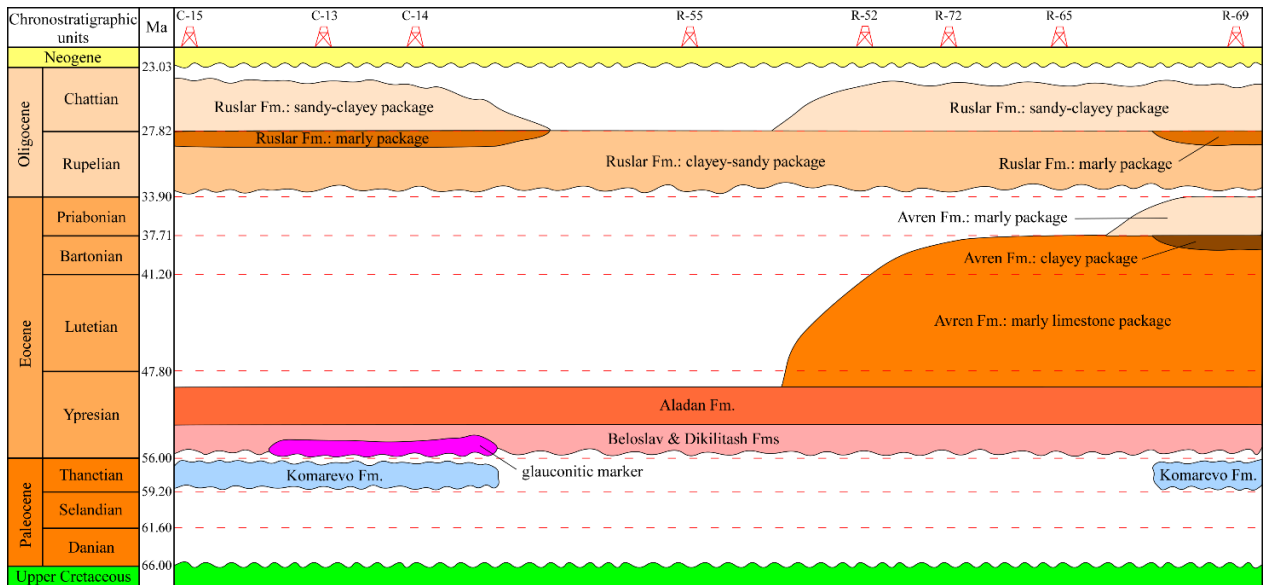 Chronostratigraphic
units
Ma
C-15
C-13
C-14
R-55
R-52
R-72
R-65
R-69
Neogene
23.03
Oligocene
Chattian
Ruslar Fm.: sandy-clayey package
Ruslar Fm.: sandy-clayey package
27.82
Ruslar Fm.: marly package
Rupelian
Ruslar Fm.: clayey-sandy package
Ruslar Fm.: marly package
33.90
Eocene
Priabonian
Avren Fm.: marly package
37.71
Bartonian
Avren Fm.: clayey package
41.20
Lutetian
Avren Fm.: marly limestone package
47.80
Ypresian
Aladan Fm.
Beloslav & Dikilitash Fms
glauconitic marker
56.00
Paleocene
Thanctian
Komarevo Fm.
Komarevo Fm.
59.20
Selandian
61.60
Danian
66.00
Upper Cretaceous